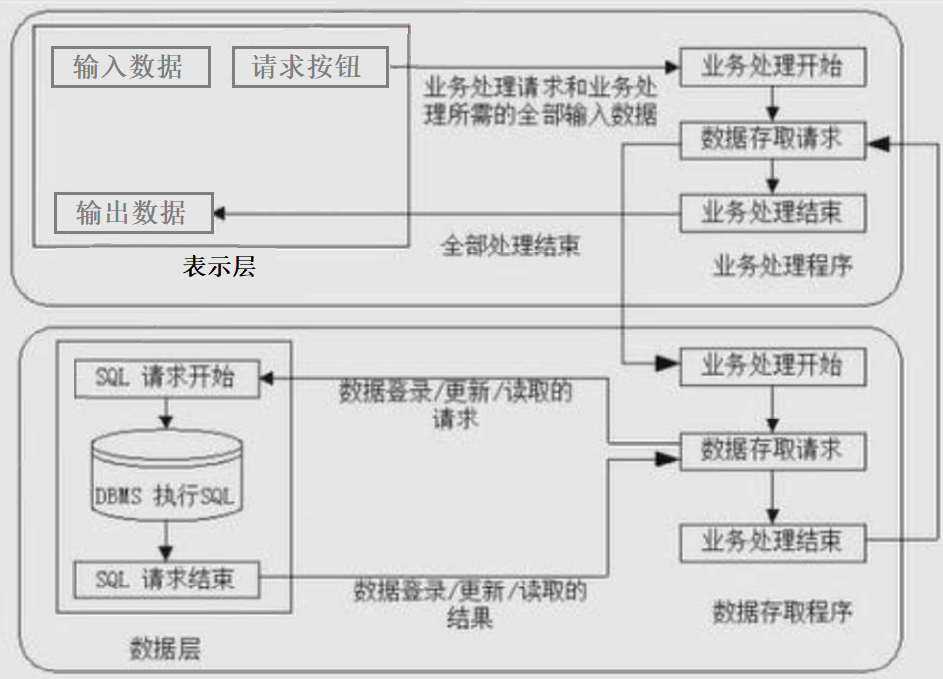 输入数据
请求按钮
业务处理请求和业务处
理所需的全部输入数据
业务处理开始
数据存取请求
业务处理结束
输出数据
全部处理结束
表示层
业务处理程序
SQL 请求开始
DBMS 执行SQL
SQL 请求结束
数据层
数据登录/更新/读取的
请求
数据登录/更新/读取的
结果
业务处理开始
数据存取请求
业务处理结束
数据存取程序